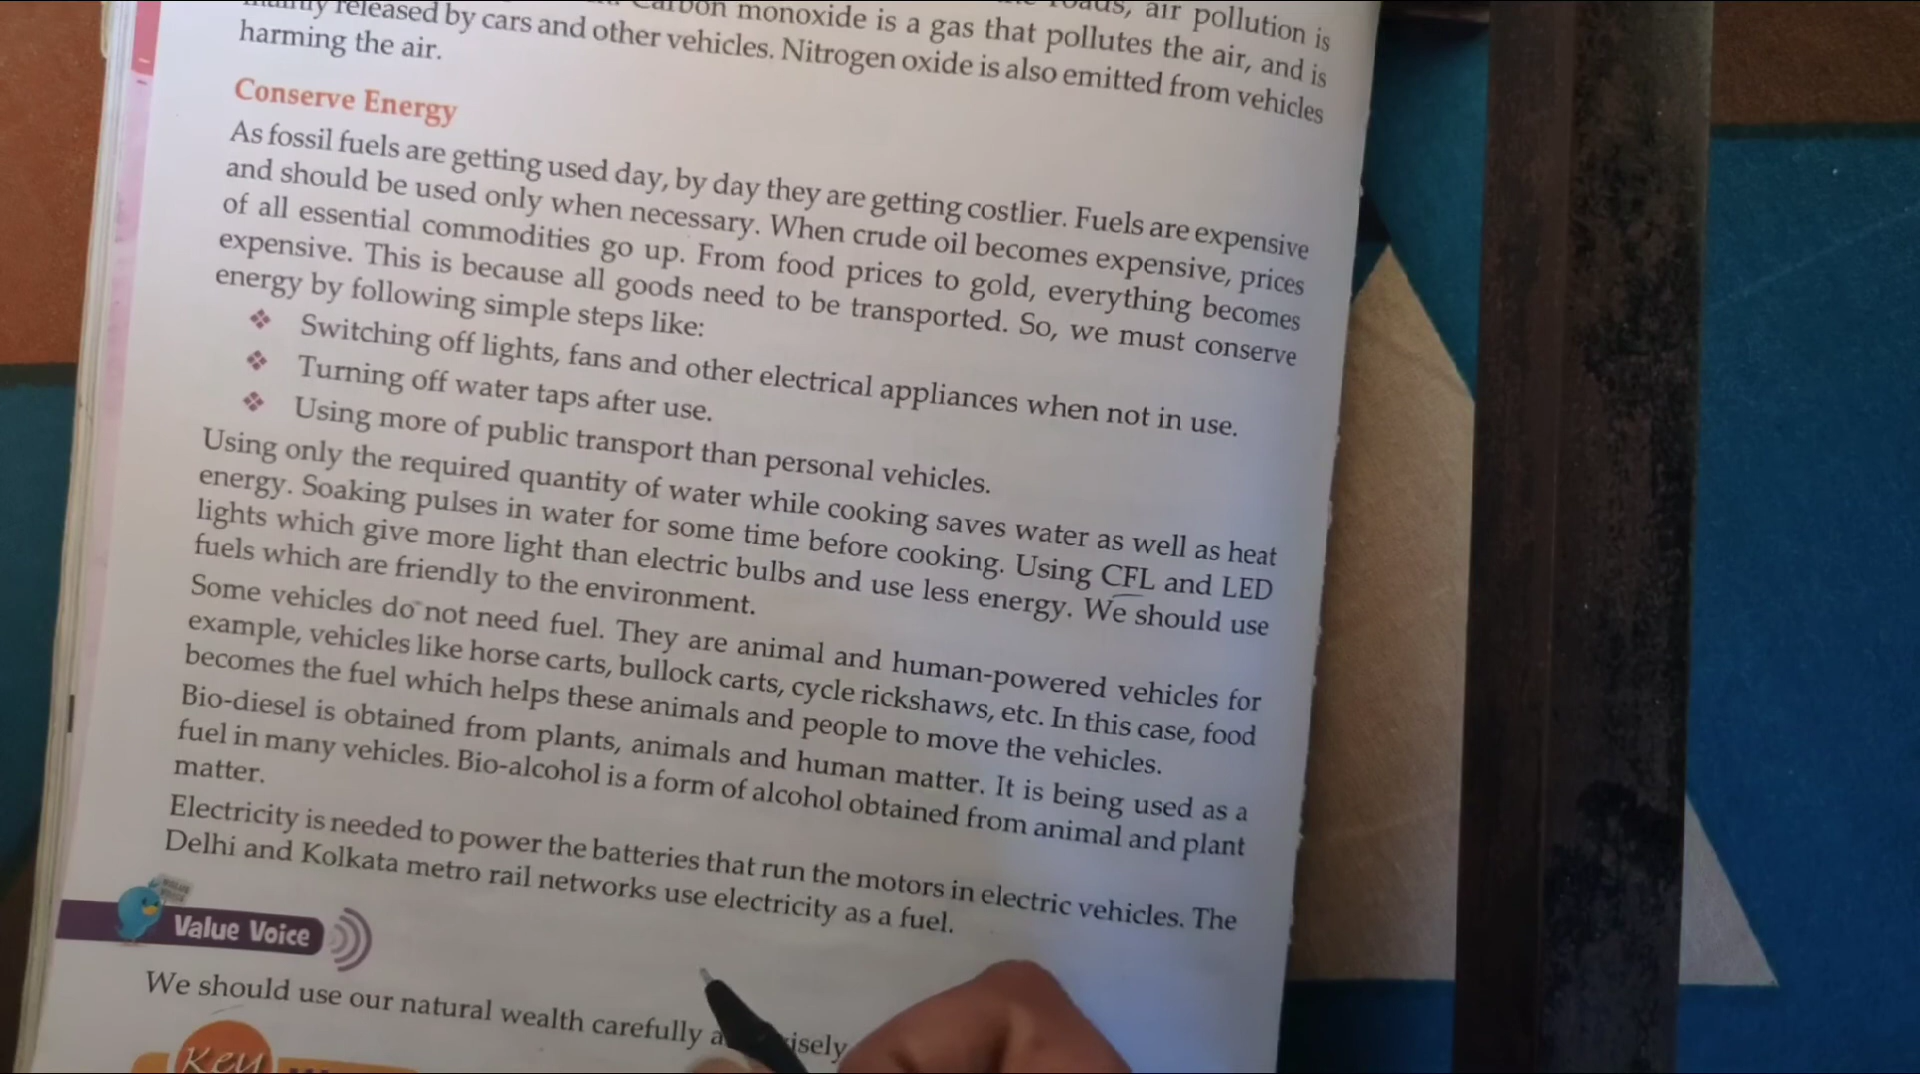 roads, air pollution is
Carbon monoxide is a gas that pollutes the air, and is
mainly released by cars and other vehicles. Nitrogen oxide is also emitted from vehicles
harming the air.
Conserve Energy
As fossil fuels are getting used day, by day they are getting costlier. Fuels are expensive
and should be used only when necessary. When crude oil becomes expensive, prices
of all essential commodities go up. From food prices to gold, everything becomes
expensive. This is because all goods need to be transported. So, we must conserve
energy by following simple steps like:
❖ Switching off lights, fans and other electrical appliances when not in use.
❖ Turning off water taps after use.
❖ Using more of public transport than personal vehicles.
Using only the required quantity of water while cooking saves water as well as heat
energy. Soaking pulses in water for some time before cooking. Using CFL and LED
lights which give more light than electric bulbs and use less energy. We should use
fuels which are friendly to the environment.
Some vehicles do not need fuel. They are animal and human-powered vehicles for
example, vehicles like horse carts, bullock carts, cycle rickshaws, etc. In this case, food
becomes the fuel which helps these animals and people to move the vehicles.
Bio-diesel is obtained from plants, animals and human matter. It is being used as a
fuel in many vehicles. Bio-alcohol is a form of alcohol obtained from animal and plant
matter.
Electricity is needed to power the batteries that run the motors in electric vehicles. The
Delhi and Kolkata metro rail networks use electricity as a fuel.
VALUE VOICE
Value Voice
We should use our natural wealth carefully
Key